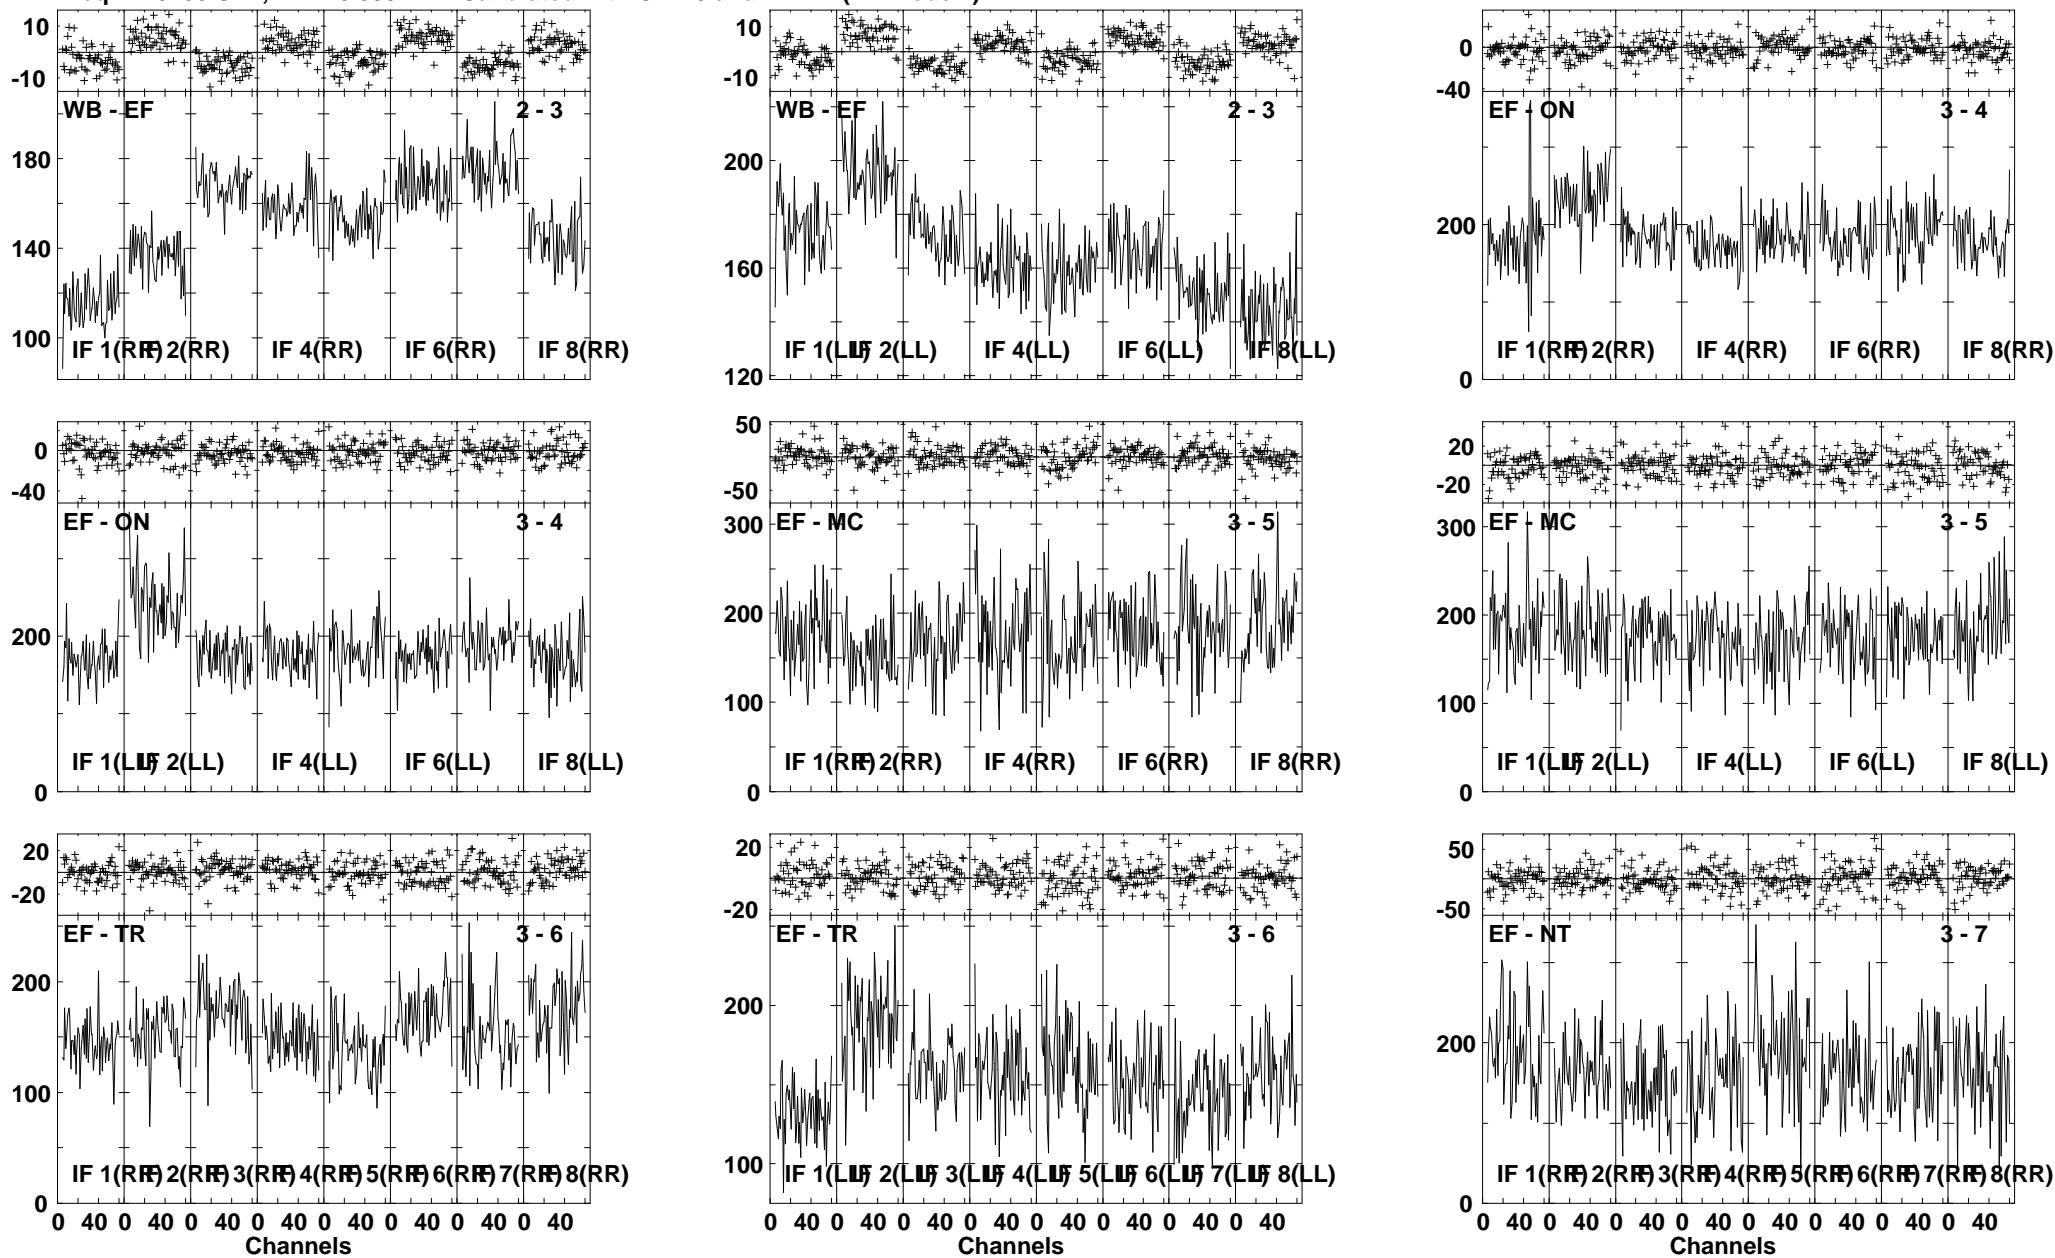 10
-10
WB - EF 2 - 3
180
140
100
IF 1(RR) IF 2(RR) IF 4(RR) IF 6(RR) IF 8(RR)
10
-10
WB - EF 2 - 3
200
160
120
IF 1(LL) IF 2(LL) IF 4(LL) IF 6(LL) IF 8(LL)
0
-40
EF - ON 3 - 4
200
0
IF 1(RR) IF 2(RR) IF 4(RR) IF 6(RR) IF 8(RR)
0
-40
EF - ON 3 - 4
200
0
IF 1(LL) IF 2(LL) IF 4(LL) IF 6(LL) IF 8(LL)
50
-50
EF - MC 3 - 5
300
200
100
0
IF 1(RR) IF 2(RR) IF 4(RR) IF 6(RR) IF 8(RR)
20
-20
EF - MC 3 - 5
300
200
100
0
IF 1(LL) IF 2(LL) IF 4(LL) IF 6(LL) IF 8(LL)
20
-20
EF - TR 3 - 6
200
100
0
IF 1(RR) IF 2(RR) IF 3(RR) IF 4(RR) IF 5(RR) IF 6(RR) IF 7(RR) IF 8(RR)
0 40 0 40 0 40 0 40 0 40 0 40 0 40 0 40
Channels
20
-20
EF - TR 3 - 6
200
100
IF 1(LL) IF 2(LL) IF 3(LL) IF 4(LL) IF 5(LL) IF 6(LL) IF 7(LL) IF 8(LL)
0 40 0 40 0 40 0 40 0 40 0 40 0 40 0 40
Channels
50
-50
EF - NT 3 - 7
200
0
IF 1(RR) IF 2(RR) IF 3(RR) IF 4(RR) IF 5(RR) IF 6(RR) IF 7(RR) IF 8(RR)
0 40 0 40 0 40 0 40 0 40 0 40 0 40 0 40
Channels